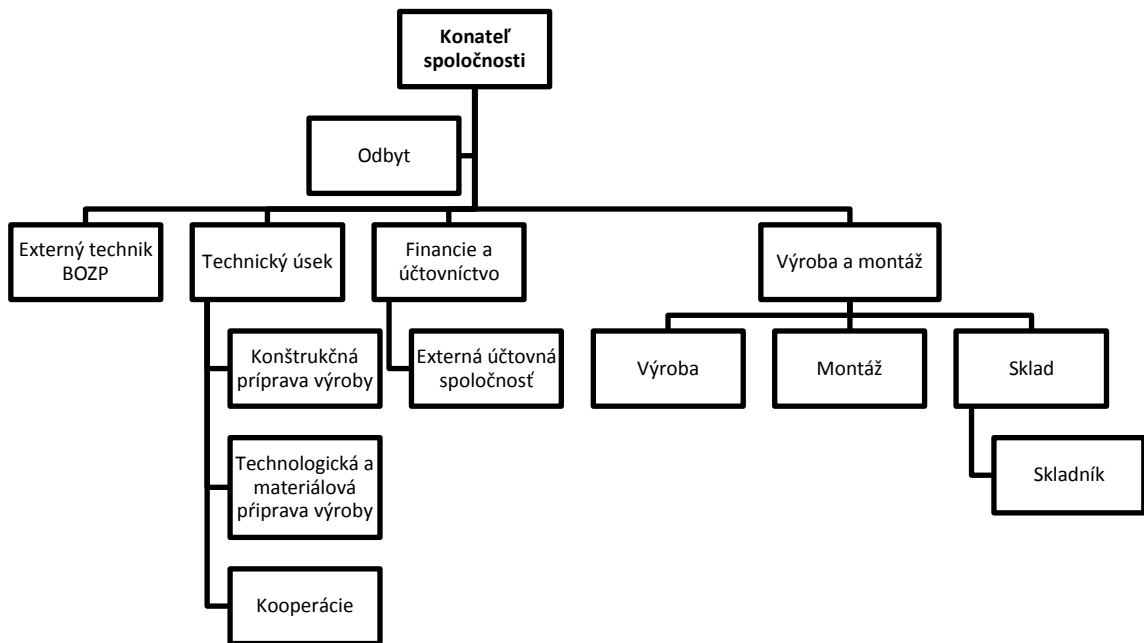 Konateľ
spoločnosti
Odbyt
Externý technik
BOZP
Technický úsek
Financie a
účtovníctvo
Výroba a montáž
Konštrukčná
príprava výroby
Externá účtovná
spoločnosť
Výroba
Montáž
Sklad
Technologická a
materiálová
pŕiprava výroby
Skladník
Kooperácie